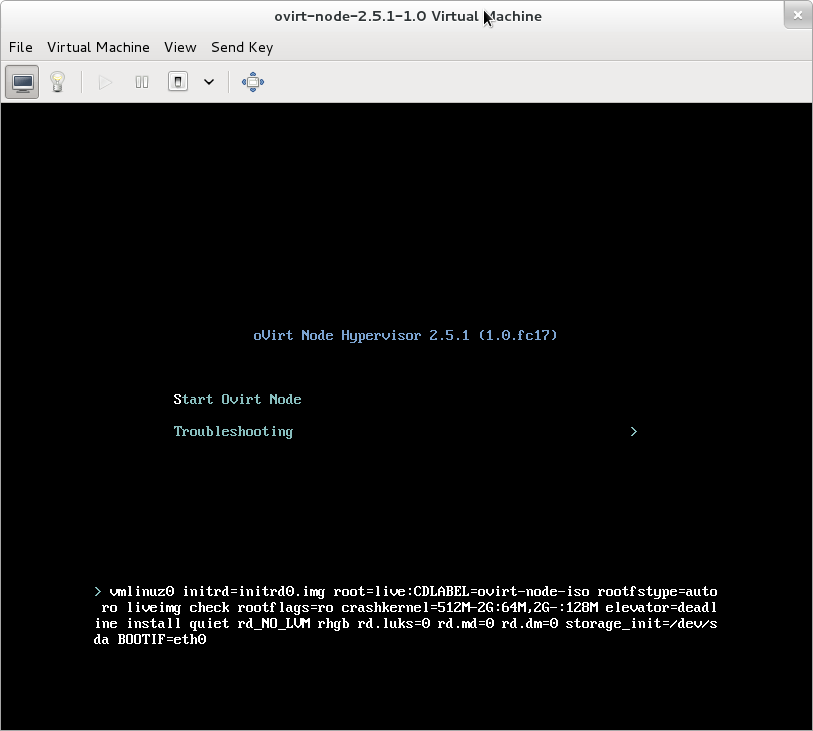 ovirt-node-2.5.1-1.0 Virtual Machine
File Virtual Machine View Send Key
oVirt Node Hypervisor 2.5.1 (1.0.fc17)
Start Ovirt Node
Troubleshooting >
> vmlinuz0 initrd=initrd0.img root=live:CDLABEL=ovirt-node-iso rootfstype=auto
ro liveimg check rootflags=ro crashkernel=512M-2G:64M,2G-:128M elevator=deadl
ine install quiet rd_NO_LVM rhgb rd.luks=0 rd.md=0 rd.dm=0 storage_init=/dev/s
da BOOTIF=eth0